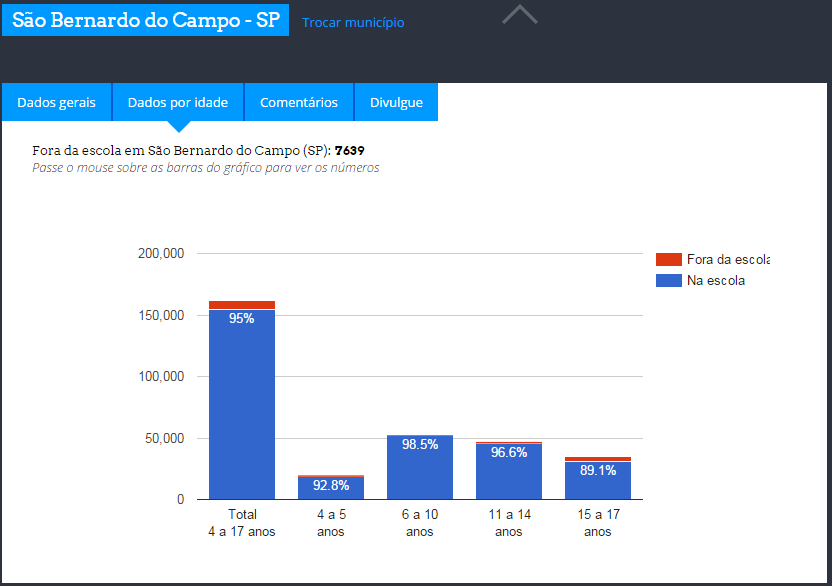 São Bernardo do Campo - SP
Trocar município
Dados gerais
Dados por idade
Comentários
Divulgue
Fora da escola em São Bernardo do Campo (SP): 7639
Passe o mouse sobre as barras do gráfico para ver os números
200,000
150,000
100,000
50,000
0
95%
92.8%
98.5%
96.6%
89.1%
Total
4 a 17 anos
4 a 5
anos
6 a 10
anos
11 a 14
anos
15 a 17
anos
Fora da escola
Na escola